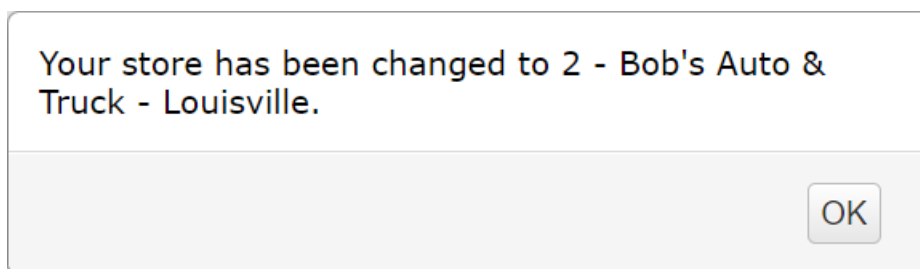 Your store has been changed to 2 - Bob's Auto &
Truck - Louisville.
OK